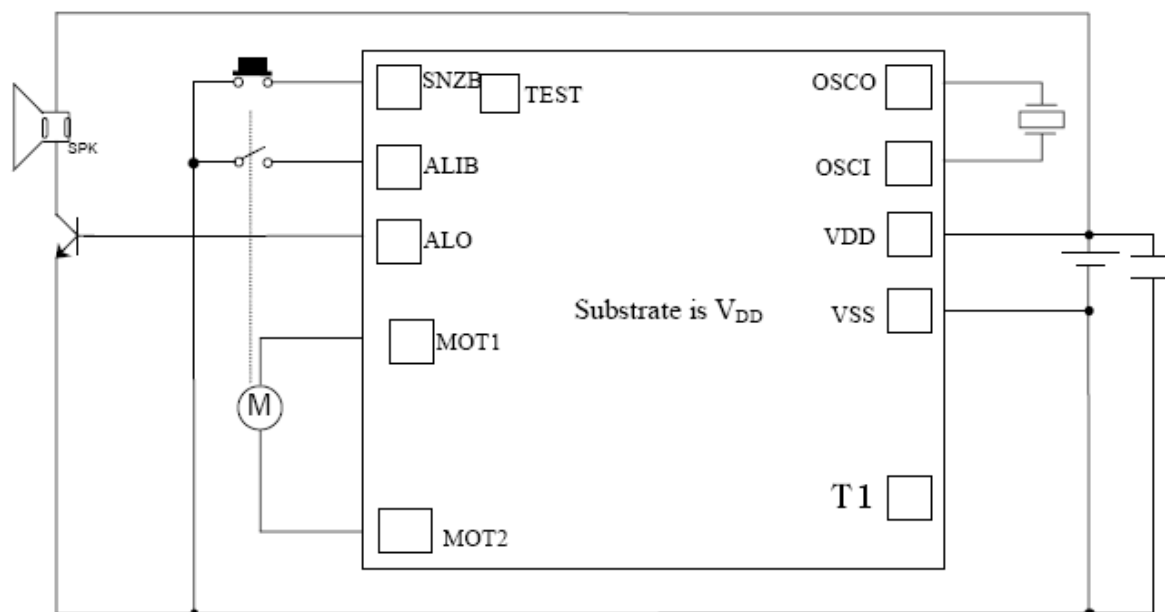 SNZB
TEST
OSCO
SPK
ALIB
OSCI
ALO
VDD
Substrate is VDD
VSS
MOT1
M
T1
MOT2